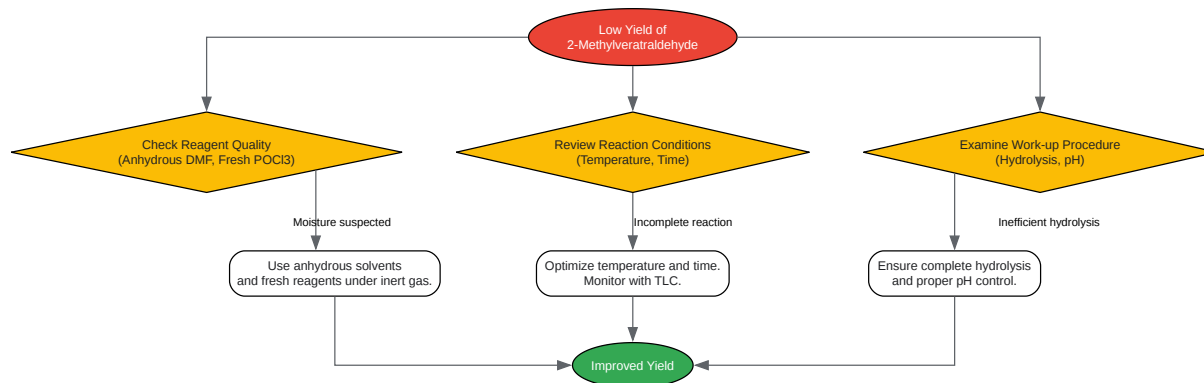 Low Yield of
2-Methylveratraldehyde
Check Reagent Quality
(Anhydrous DMF, Fresh POCl3)
Review Reaction Conditions
(Temperature, Time)
Examine Work-up Procedure
(Hydrolysis, pH)
Moisture suspected
Incomplete reaction
Inefficient hydrolysis
Use anhydrous solvents
and fresh reagents under inert gas.
Optimize temperature and time.
Monitor with TLC.
Ensure complete hydrolysis
and proper pH control.
Improved Yield